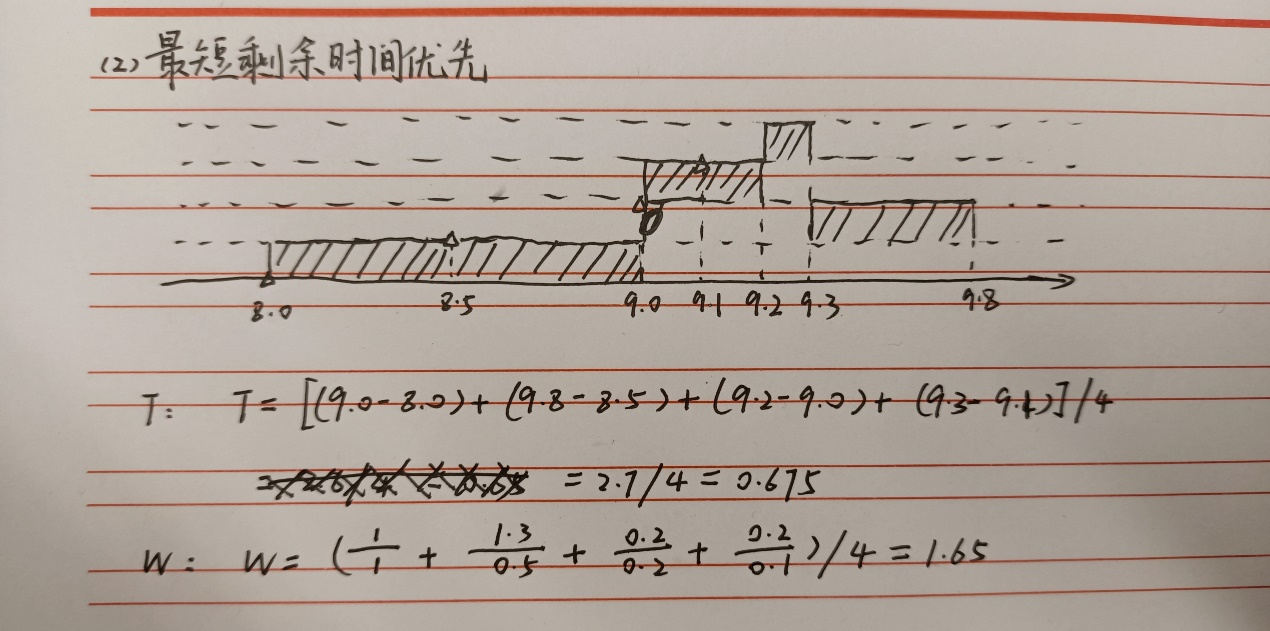 (2) 最短剩余时间优先
8.0 8.5 9.0 9.1 9.2 9.3 9.8
T: T = [(9.0-8.0)+(9.8-8.5)+(9.2-9.0)+(9.3-9.1)]/4
= 2.7/4 = 0.675
W: W = (1/1 + 1.3/0.5 + 0.2/0.2 + 0.2/0.1)/4 = 1.65